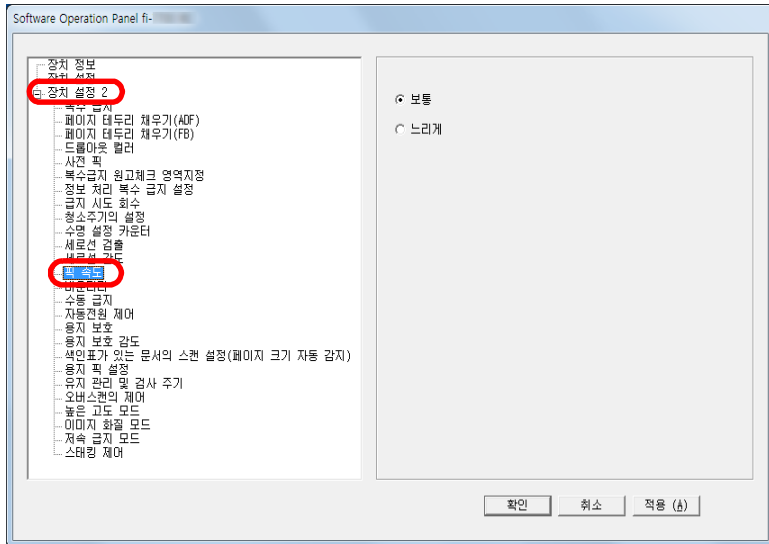 Software Operation Panel fi-
장치 정보
장치 설정
장치 설정 2
복수 급지
페이지 테두리 채우기(ADF)
페이지 테두리 채우기(FB)
드롭아웃 컬러
사전 픽
복수급지 원고체크 영역지정
정보 처리 복수 급지 설정
급지 시도 회수
청소주기의 설정
수명 설정 카운터
세로선 검출
세로선 감도
픽 속도
바운더리
수동 급지
자동전원 제어
용지 보호
용지 보호 감도
색인표가 있는 문서의 스캔 설정(페이지 크기 자동 감지)
용지 픽 설정
유지 관리 및 검사 주기
오버스캔의 제어
높은 고도 모드
이미지 화질 모드
저속 급지 모드
스태킹 제어
보통
느리게
확인
취소
적용 (A)